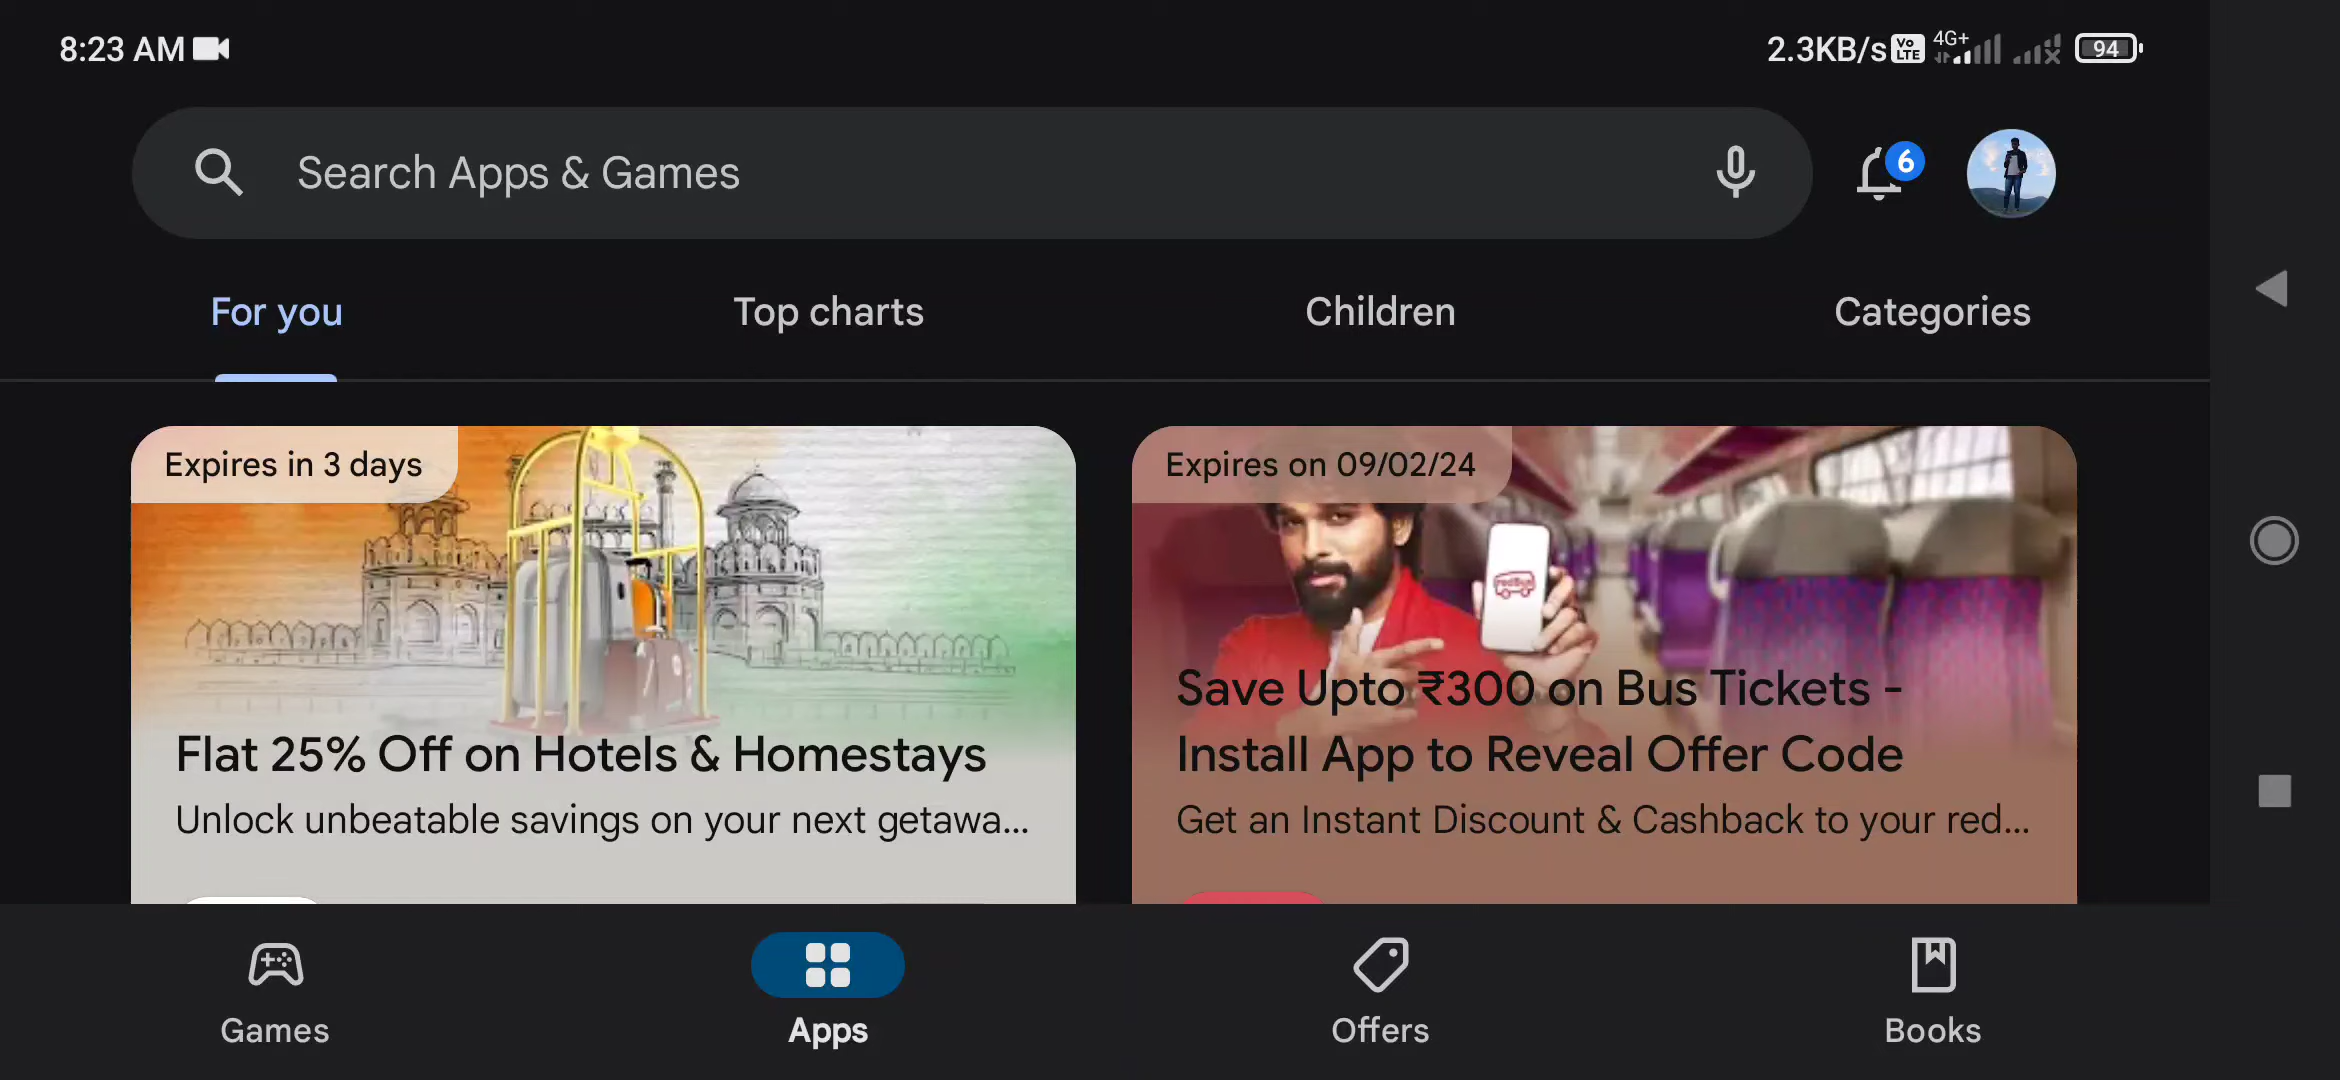 8:23 AM
2.3KB/s Vo LTE 4G+ 94
Search Apps & Games
6
For you
Top charts
Children
Categories
Expires in 3 days
Flat 25% Off on Hotels & Homestays
Unlock unbeatable savings on your next getawa...
Expires on 09/02/24
redBus
Save Upto ₹300 on Bus Tickets -
Install App to Reveal Offer Code
Get an Instant Discount & Cashback to your red...
Games
Apps
Offers
Books